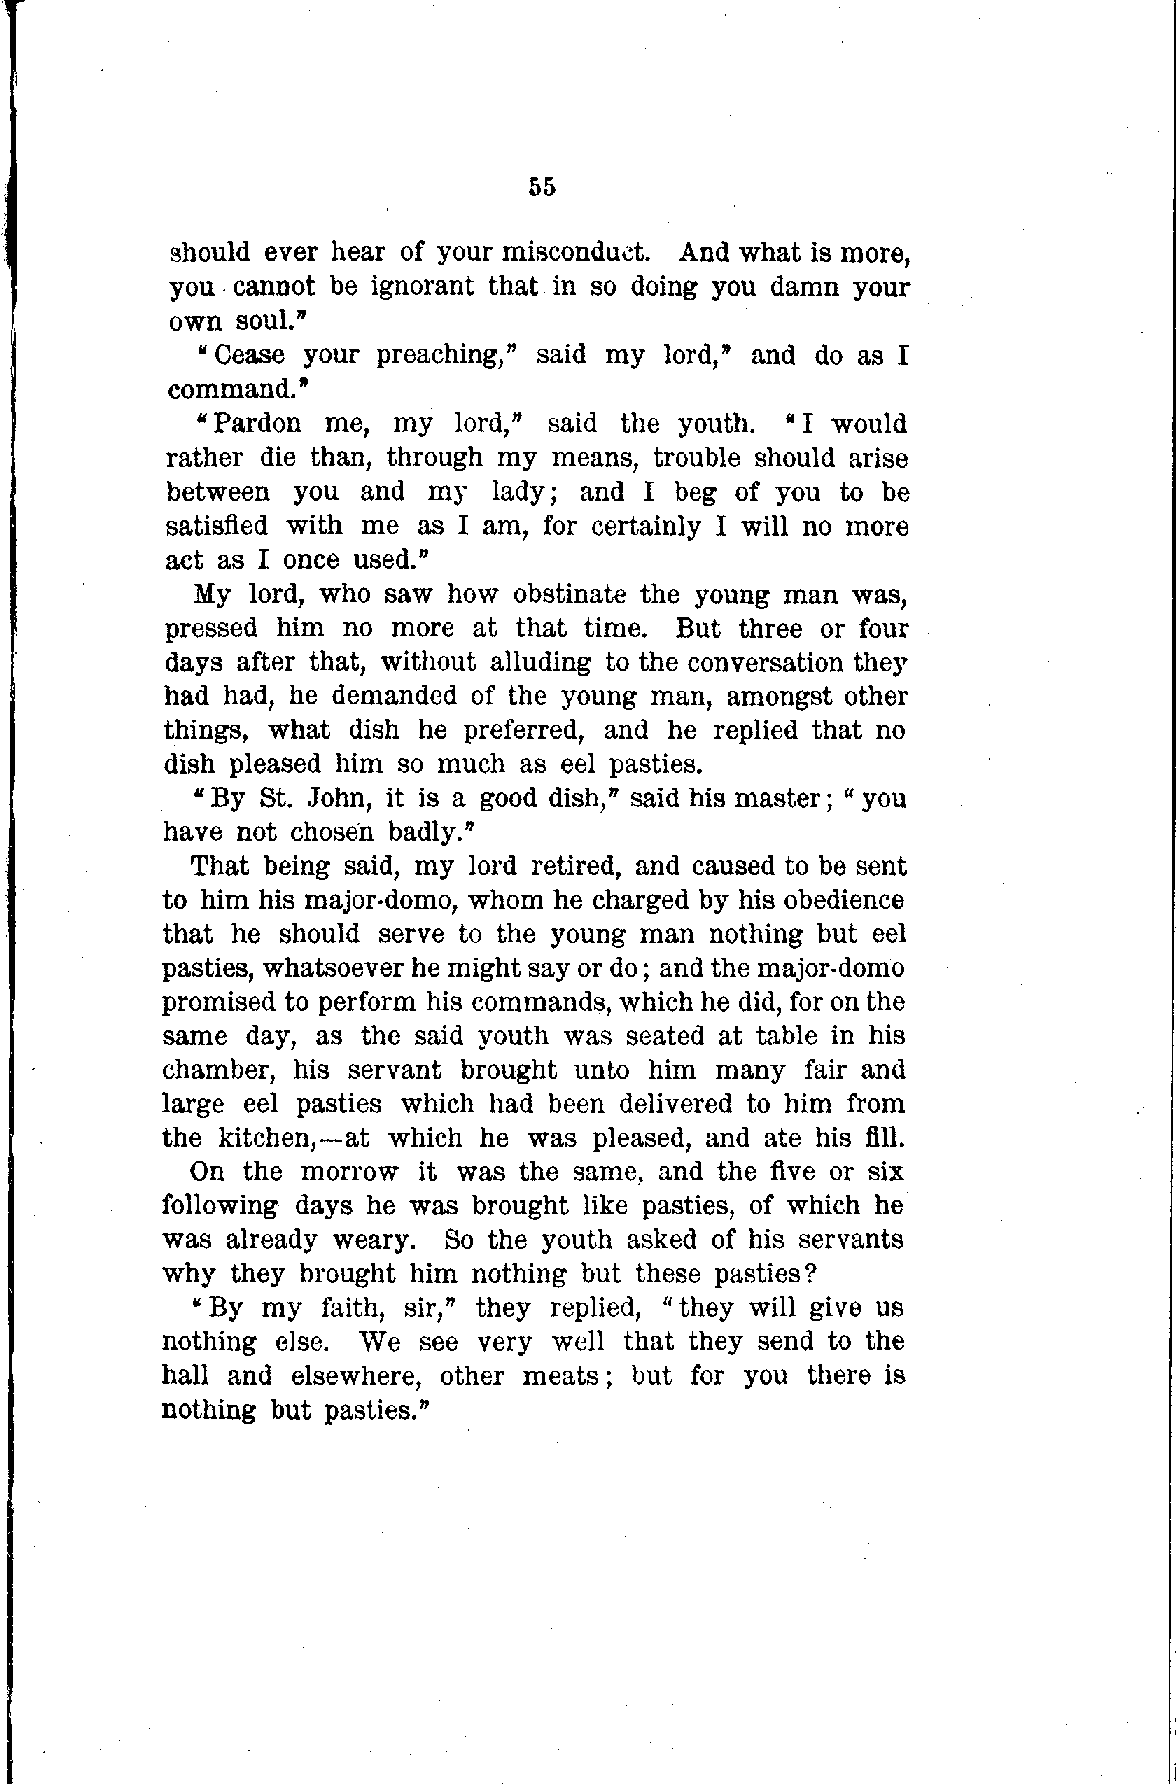 55
should ever hear of your misconduct. And what is more,
you cannot be ignorant that in so doing you damn your
own soul."
"Cease your preaching," said my lord," and do as I
command."
"Pardon me, my lord," said the youth. "I would
rather die than, through my means, trouble should arise
between you and my lady; and I beg of you to be
satisfied with me as I am, for certainly I will no more
act as I once used."
My lord, who saw how obstinate the young man was,
pressed him no more at that time. But three or four
days after that, without alluding to the conversation they
had had, he demanded of the young man, amongst other
things, what dish he preferred, and he replied that no
dish pleased him so much as eel pasties.
"By St. John, it is a good dish," said his master; "you
have not chosen badly."
That being said, my lord retired, and caused to be sent
to him his major-domo, whom he charged by his obedience
that he should serve to the young man nothing but eel
pasties, whatsoever he might say or do; and the major-domo
promised to perform his commands, which he did, for on the
same day, as the said youth was seated at table in his
chamber, his servant brought unto him many fair and
large eel pasties which had been delivered to him from
the kitchen,—at which he was pleased, and ate his fill.
On the morrow it was the same, and the five or six
following days he was brought like pasties, of which he
was already weary. So the youth asked of his servants
why they brought him nothing but these pasties?
"By my faith, sir," they replied, "they will give us
nothing else. We see very well that they send to the
hall and elsewhere, other meats; but for you there is
nothing but pasties."